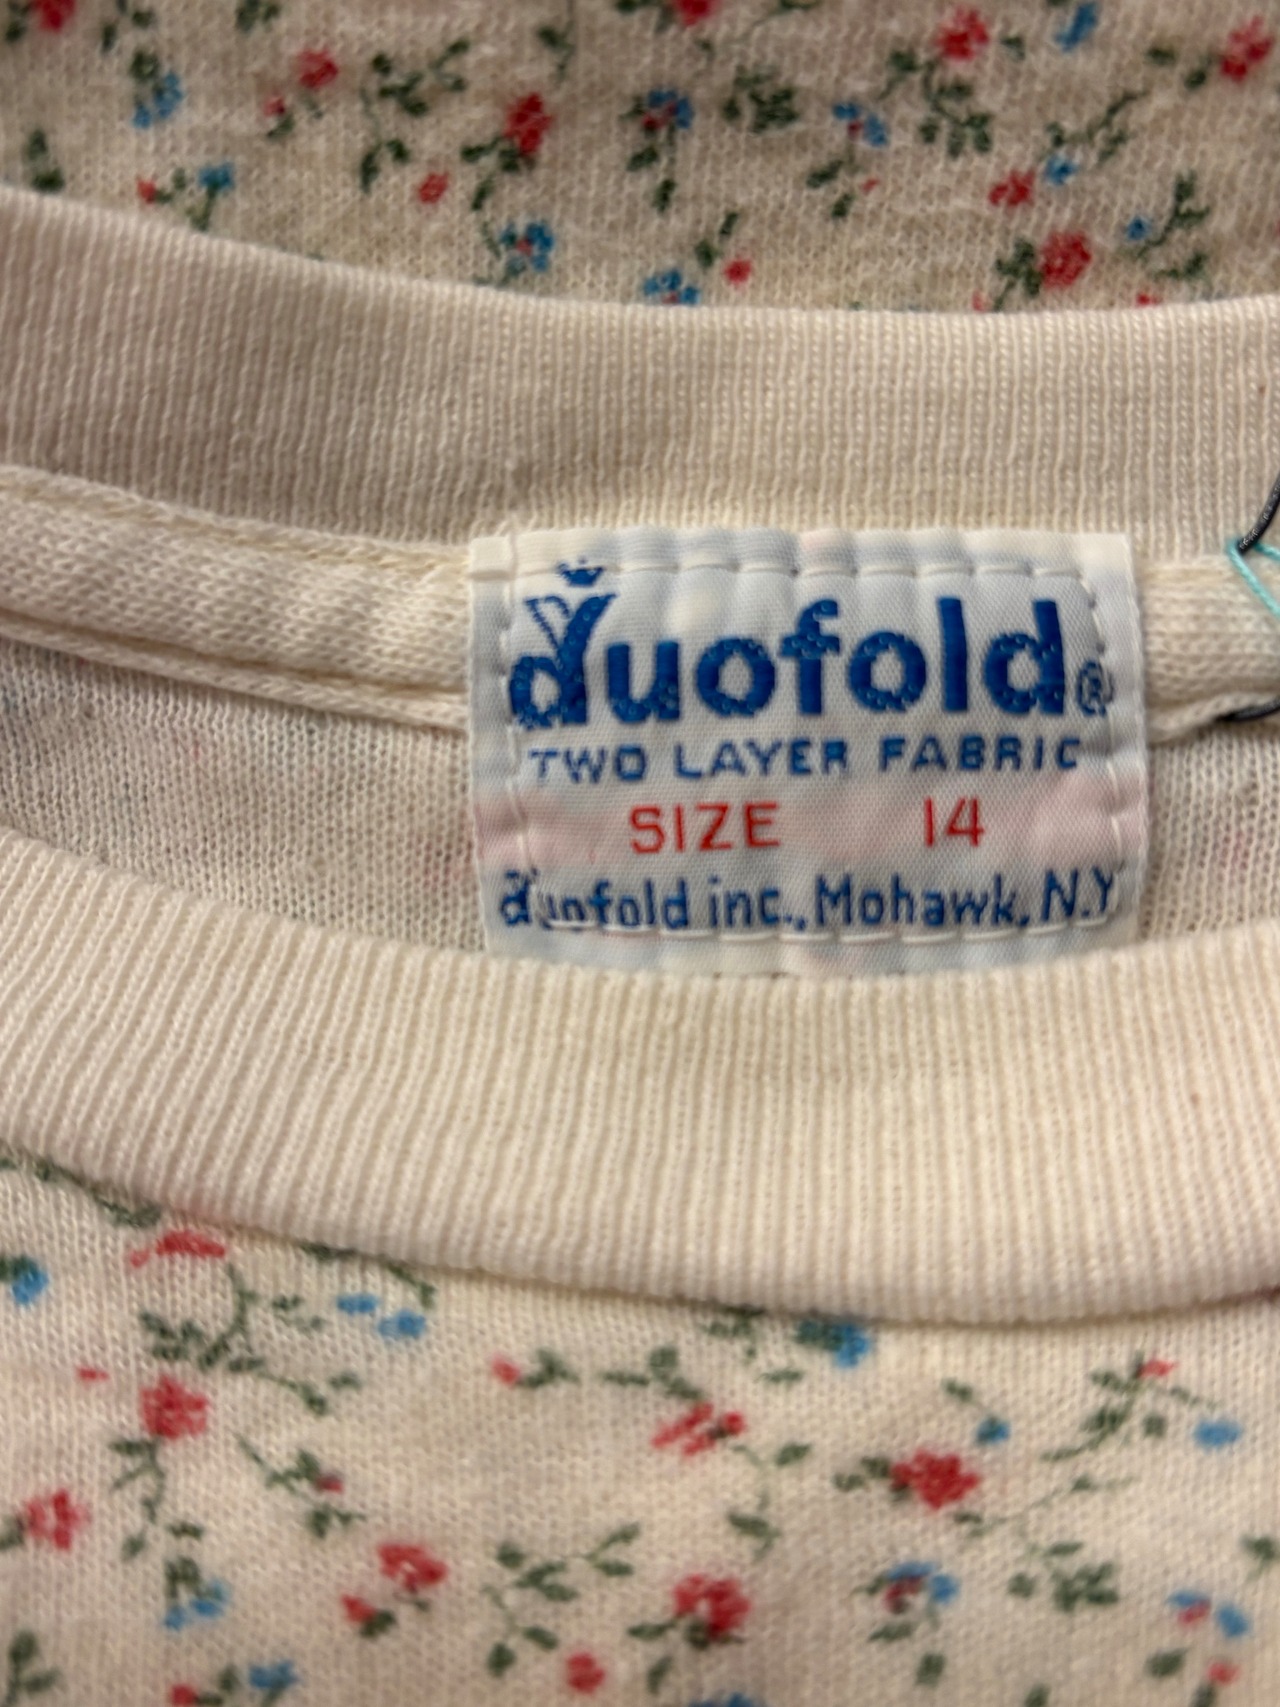 duofold®
TWO LAYER FABRIC
SIZE 14
duofold inc., Mohawk, N.Y